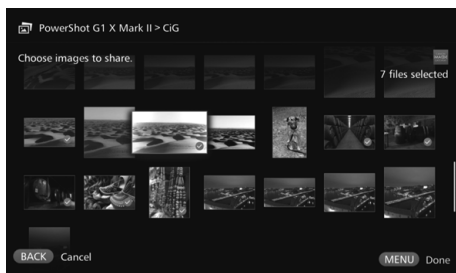 PowerShot G1 X Mark II > CiG
Choose images to share.
7 files selected
BACK Cancel
MENU Done